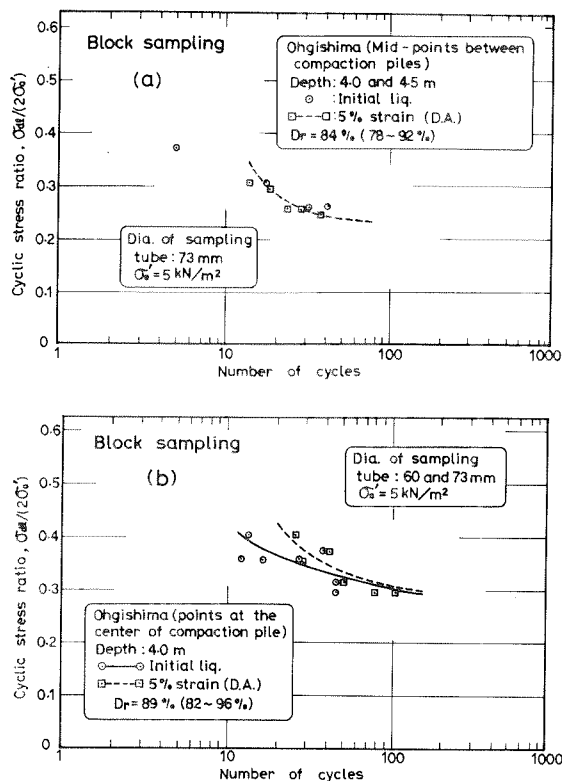 Block sampling
(a)
Ohgishima (Mid-points between
compaction piles)
Depth: 4·0 and 4·5 m
⊙ : Initial liq.
⊡---⊡ : 5% strain (D.A.)
Dr = 84 % (78~92 %)
Dia. of sampling
tube : 73 mm
σ₀' = 5 kN/m²
Cyclic stress ratio, σdl/(2σ₀')
0·6
0·4
0·3
0·2
0·1
0
1
10
100
1000
Number of cycles
Block sampling
(b)
Dia. of sampling
tube : 60 and 73 mm
σ₀' = 5 kN/m²
Ohgishima (points at the
center of compaction pile)
Depth : 4.0 m
⊙—⊙ Initial liq.
⊡---⊡ 5% strain (D.A.)
Dr = 89 % (82~96 %)
Cyclic stress ratio, σdl/(2σ₀')
0·6
0·4
0·3
0·2
0·1
0
1
10
100
1000
Number of cycles